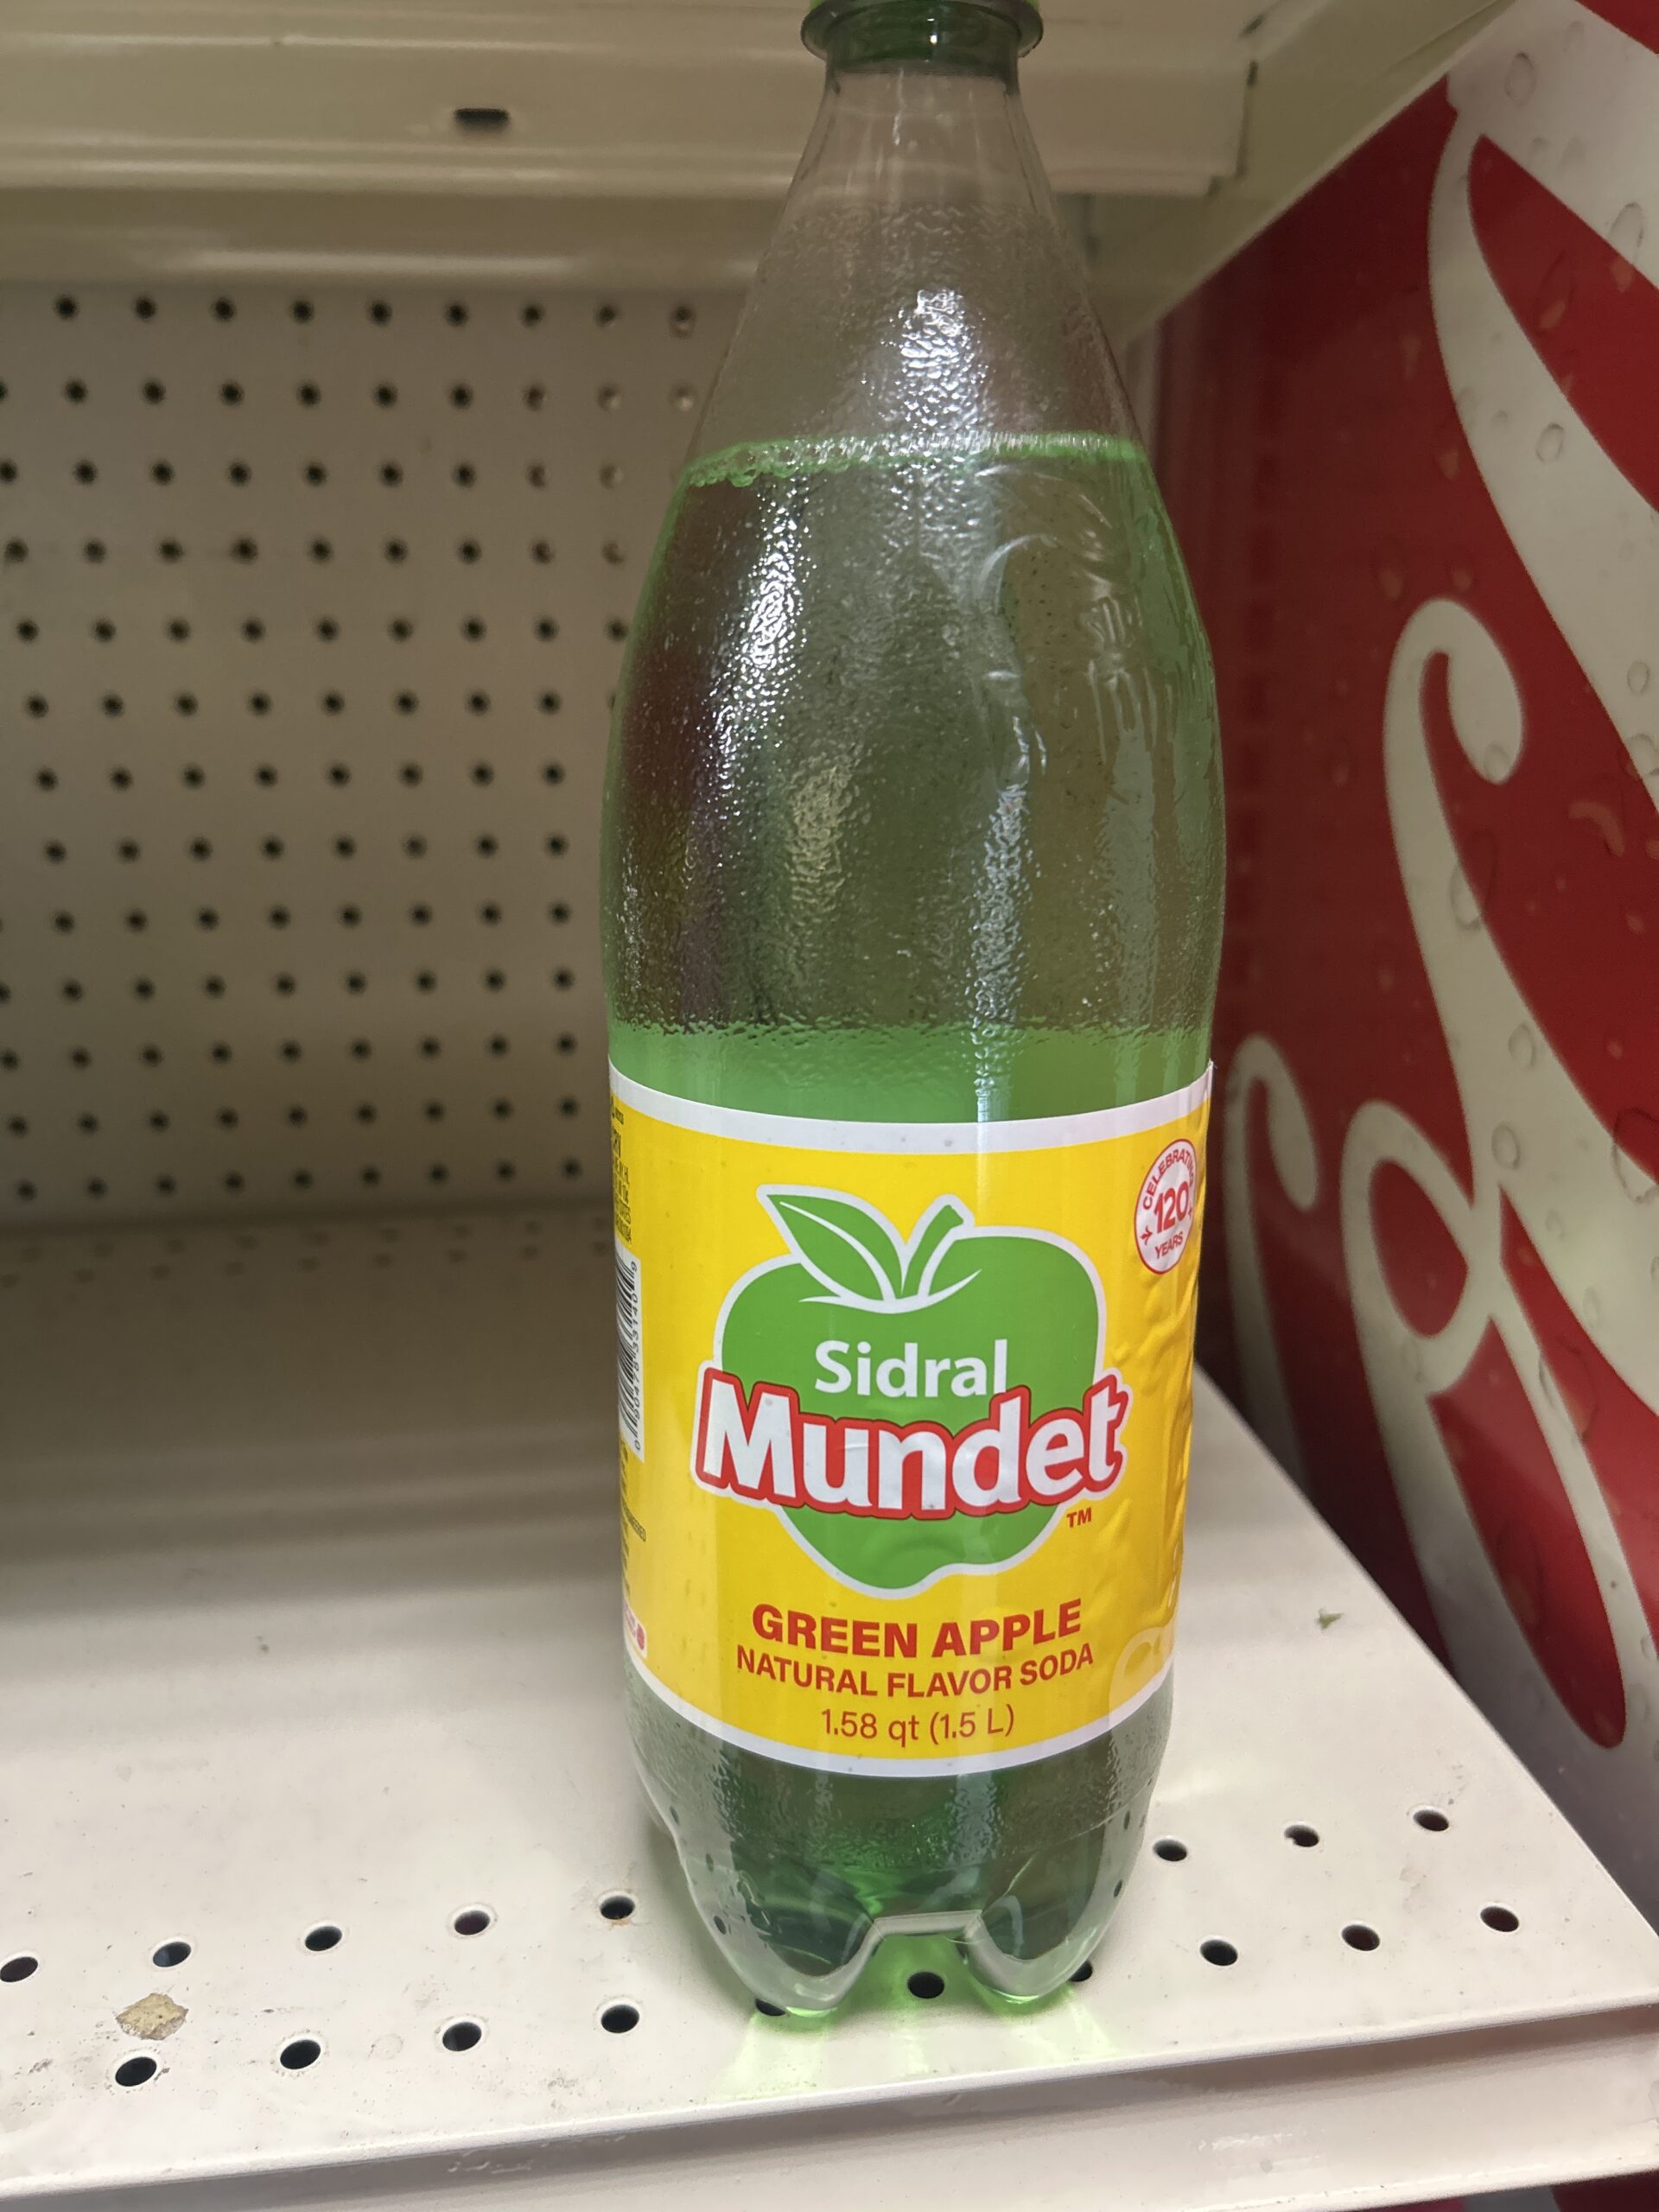 CELEBRATING
120
YEARS
Sidral
Mundet
TM
GREEN APPLE
NATURAL FLAVOR SODA
1.58 qt (1.5 L)